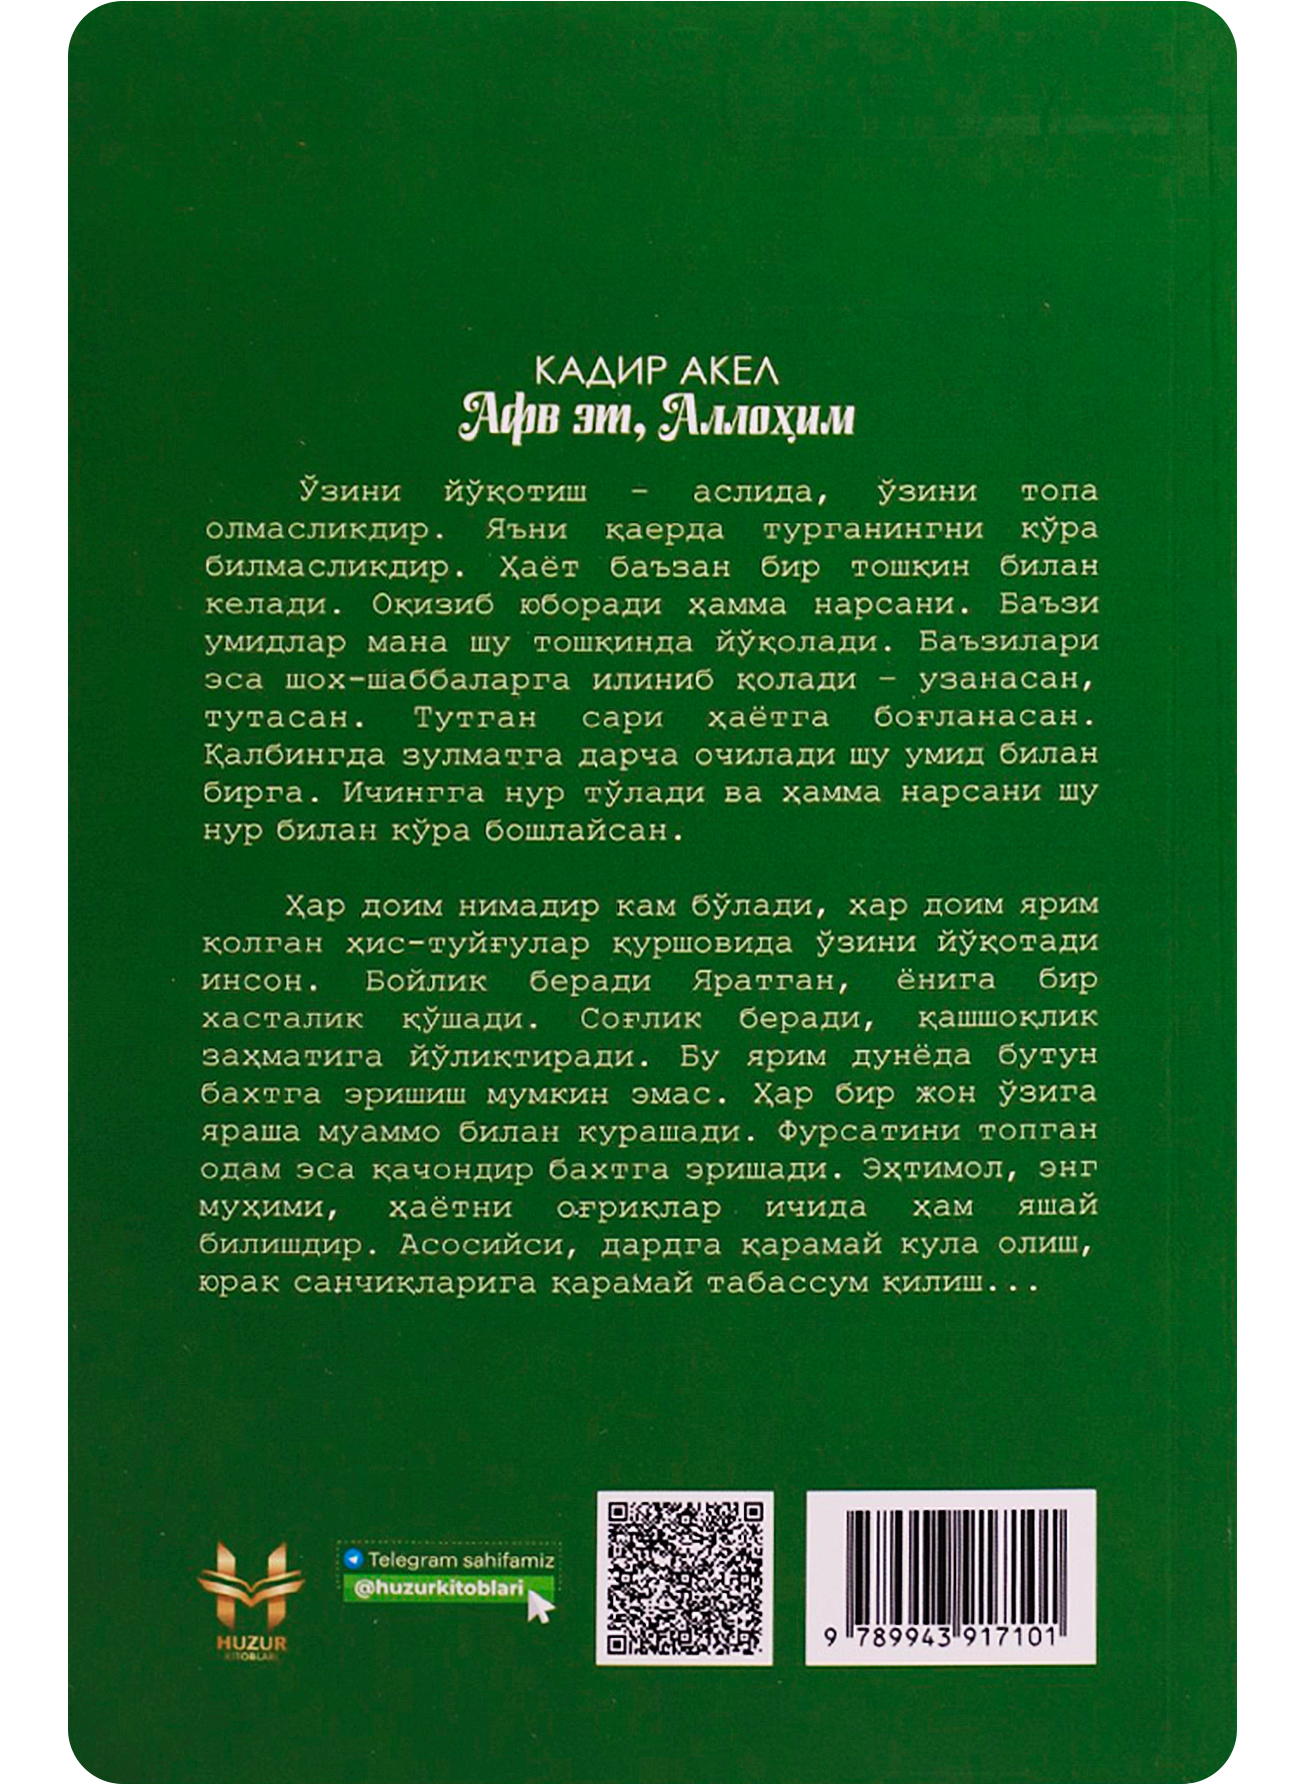 КАДИР АКЕЛ
Афв эт, Аллоҳим
Ўзини йўқотиш – аслида, ўзини топа
олмасликдир. Яъни қаерда турганингни кўра
билмасликдир. Ҳаёт баъзан бир тошқин билан
келади. Оқизиб юборади ҳамма нарсани. Баъзи
умидлар мана шу тошқинда йўқолади. Баъзилари
эса шох-шаббаларга илиниб қолади – узанасан,
тутасан. Тутган сари ҳаётга боғланасан.
Қалбингда зулматга дарча очилади шу умид билан
бирга. Ичингга нур тўлади ва ҳамма нарсани шу
нур билан кўра бошлайсан.
Ҳар доим нимадир кам бўлади, ҳар доим ярим
қолган ҳис-туйғулар қуршовида ўзини йўқотади
инсон. Бойлик беради Яратган, ёнига бир
хасталик қўшади. Соғлик беради, қашшоқлик
заҳматига йўлиқтиради. Бу ярим дунёда бутун
бахтга эришиш мумкин эмас. Ҳар бир жон ўзига
яраша муаммо билан курашади. Фурсатини топган
одам эса қачондир бахтга эришади. Эҳтимол, энг
муҳими, ҳаётни оғриқлар ичида ҳам яшай
билишдир. Асосийси, дардга қарамай кула олиш,
юрак санчиқларига қарамай табассум қилиш...
Telegram sahifamiz
@huzurkitoblari
HUZUR
KITOBLARI
9 789943 917101